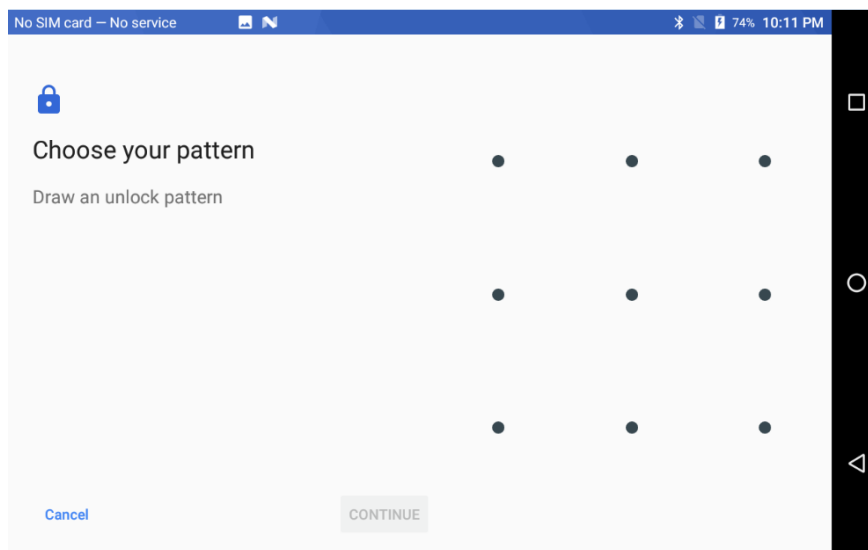 No SIM card — No service
74% 10:11 PM
Choose your pattern
Draw an unlock pattern
Cancel
CONTINUE